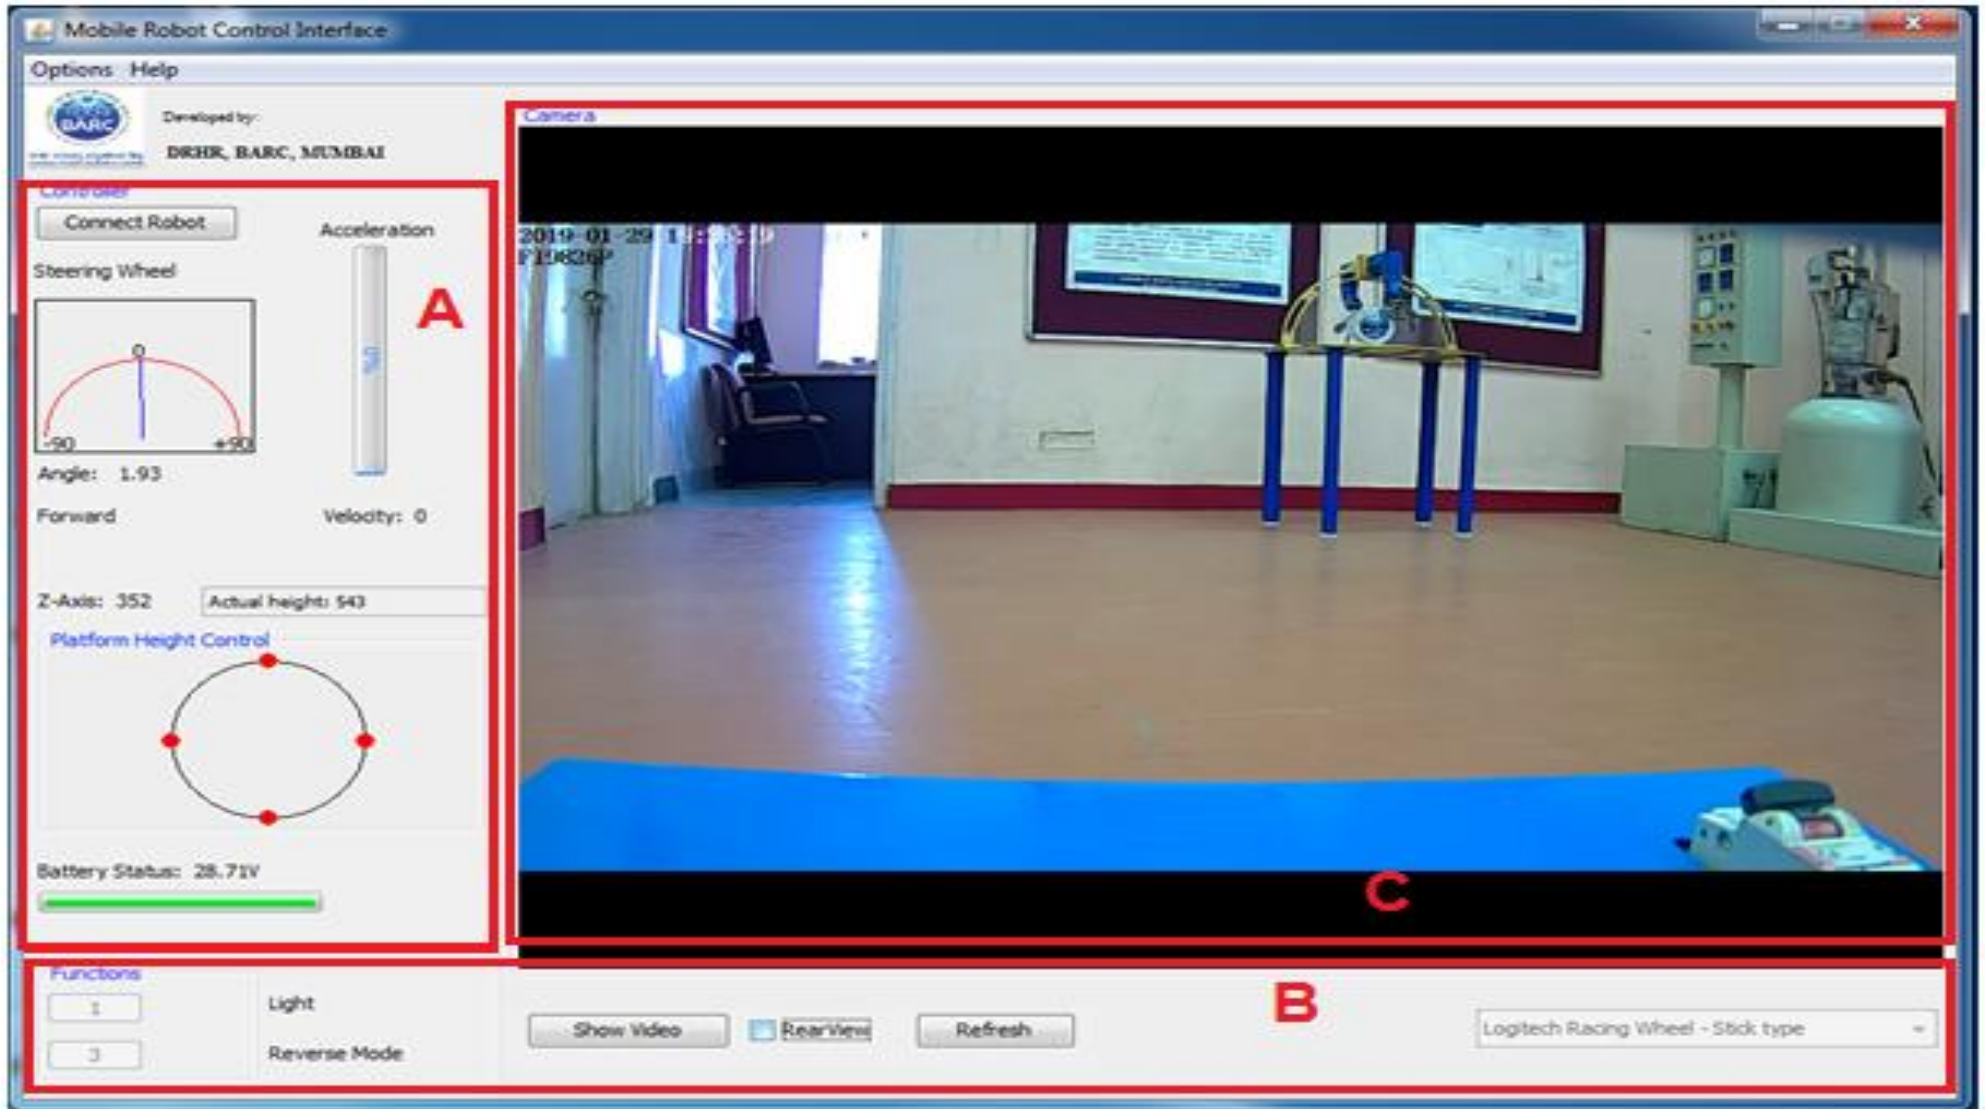 Mobile Robot Control Interface
Options Help
BARC
Developed by:
DRHR, BARC, MUMBAI
Controller
Connect Robot
Acceleration
Steering Wheel
A
0
-90 +90
Angle: 1.93
Forward Velocity: 0
Z-Axis: 352 Actual height: 543
Platform Height Control
Battery Status: 28.71V
Camera
2019-01-29
F19826P
C
Functions
1 Light
3 Reverse Mode
Show Video RearView Refresh
B
Logitech Racing Wheel - Stick type